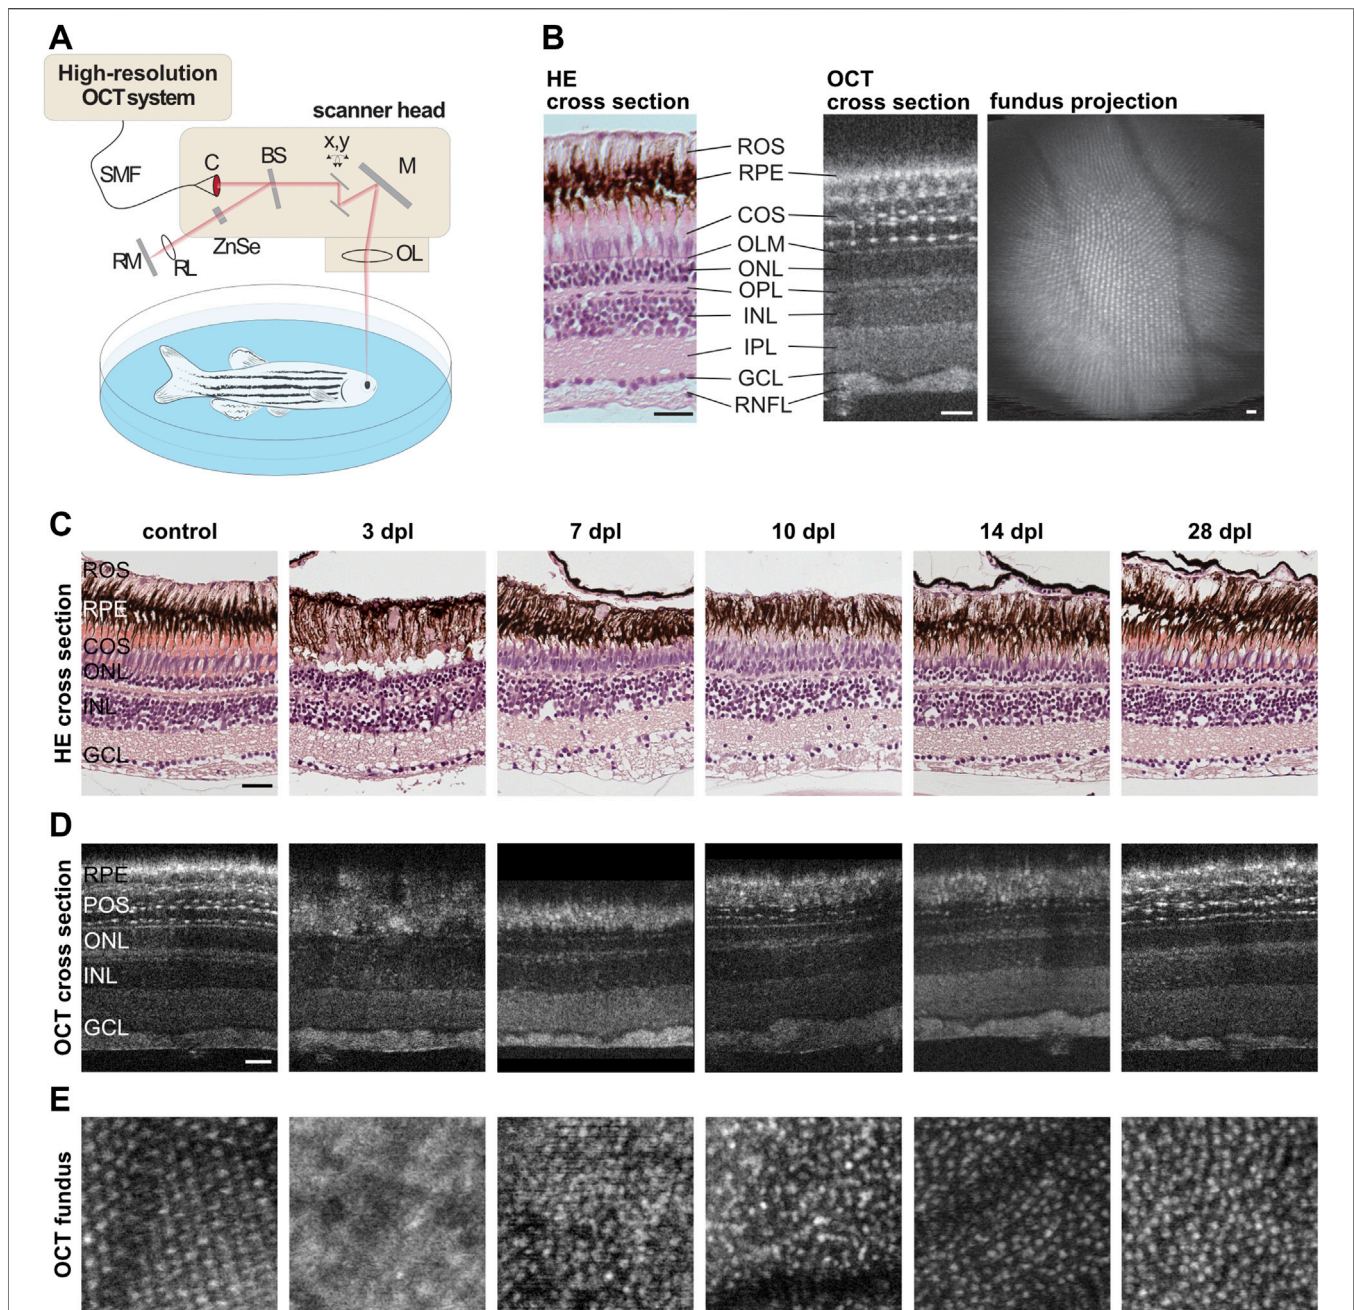 A
High-resolution
OCT system
scanner head
SMF
C
BS
x,y
M
ZnSe
RM
RL
OL
B
HE
cross section
OCT
cross section
fundus projection
ROS
RPE
COS
OLM
ONL
OPL
INL
IPL
GCL
RNFL
C
control
3 dpl
7 dpl
10 dpl
14 dpl
28 dpl
HE cross section
ROS
RPE
COS
ONL
INL
GCL
D
OCT cross section
RPE
POS
ONL
INL
GCL
E
OCT fundus